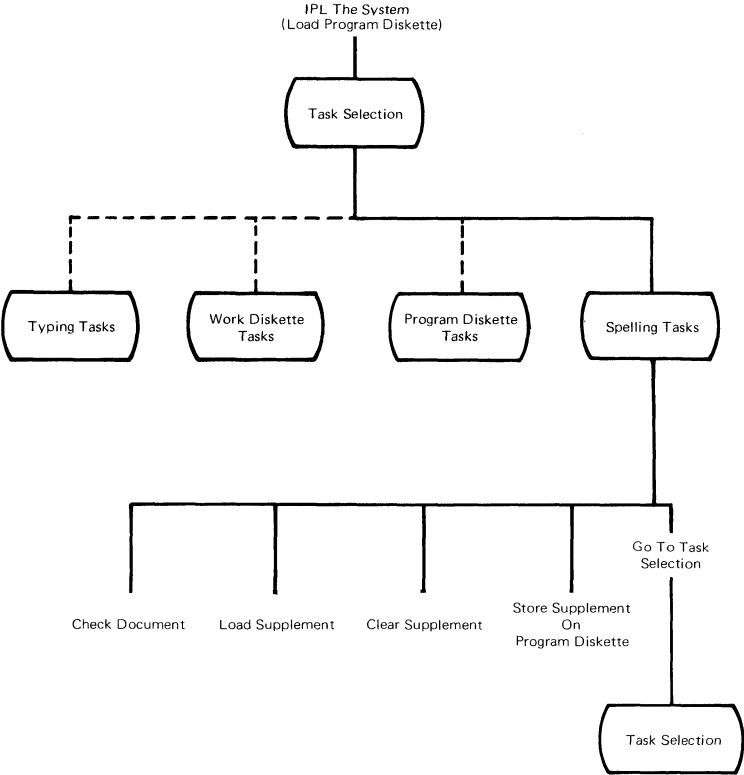 IPL The System
(Load Program Diskette)
Task Selection
Typing Tasks
Work Diskette
Tasks
Program Diskette
Tasks
Spelling Tasks
Go To Task
Selection
Check Document
Load Supplement
Clear Supplement
Store Supplement
On
Program Diskette
Task Selection